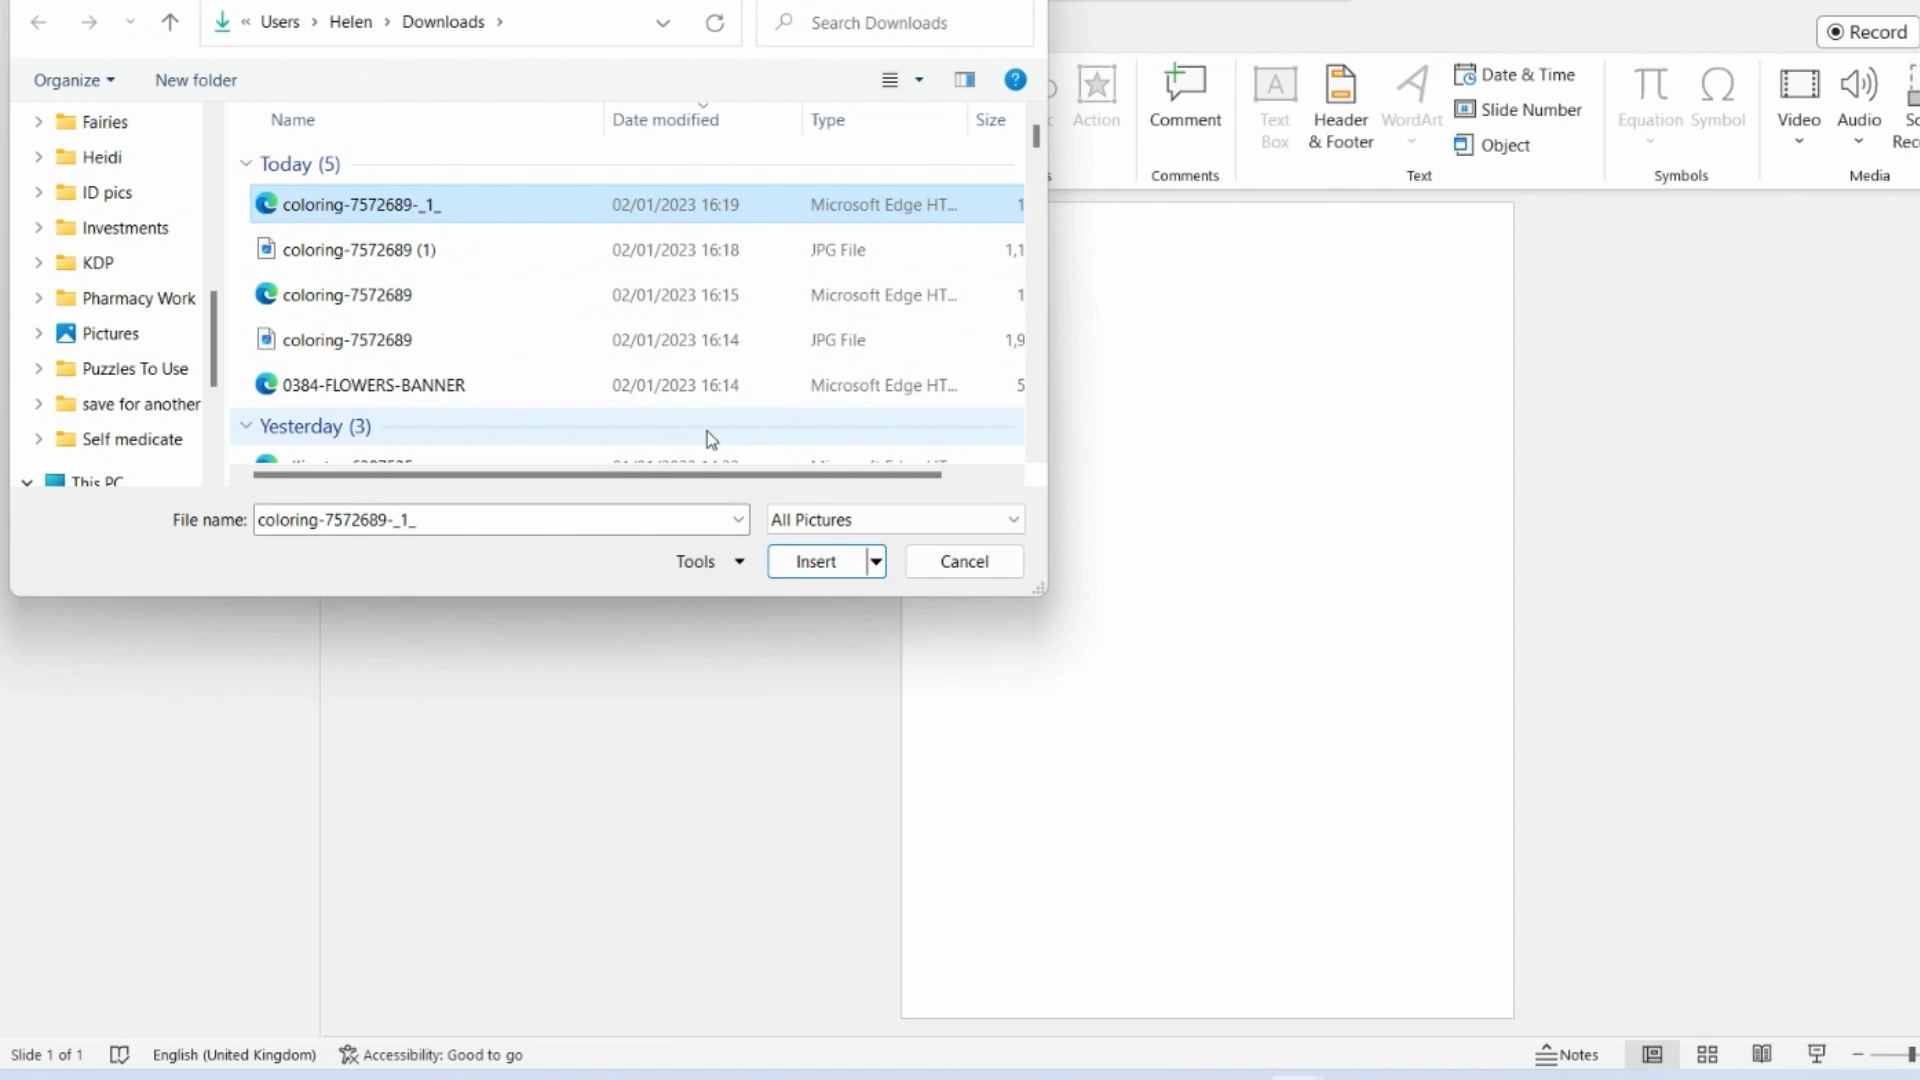 « Users > Helen > Downloads >
Search Downloads
Record
Organize
New folder
?
Action
Comment
Text Box
Header & Footer
WordArt
Date & Time
Slide Number
Object
Equation
Symbol
Video
Audio
Comments
Text
Symbols
Media
Name
Date modified
Type
Size
Fairies
Heidi
ID pics
Investments
KDP
Pharmacy Work
Pictures
Puzzles To Use
save for another
Self medicate
This PC
Today (5)
coloring-7572689-_1_ 02/01/2023 16:19 Microsoft Edge HT... 1
coloring-7572689 (1) 02/01/2023 16:18 JPG File 1,1
coloring-7572689 02/01/2023 16:15 Microsoft Edge HT... 1
coloring-7572689 02/01/2023 16:14 JPG File 1,9
0384-FLOWERS-BANNER 02/01/2023 16:14 Microsoft Edge HT... 5
Yesterday (3)
File name: coloring-7572689-_1_
All Pictures
Tools
Insert
Cancel
Slide 1 of 1
English (United Kingdom)
Accessibility: Good to go
Notes